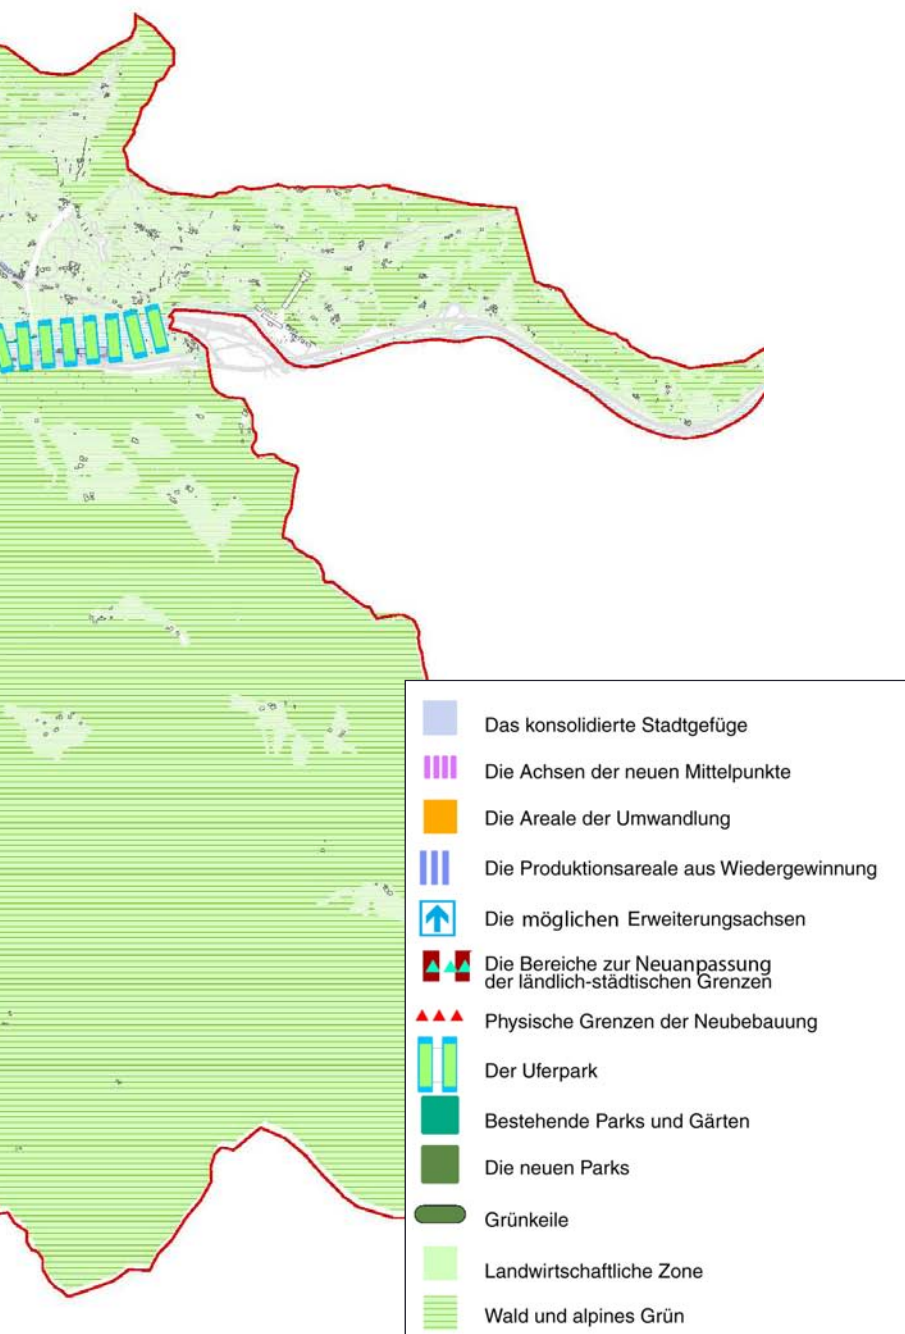 Das konsolidierte Stadtgefüge
Die Achsen der neuen Mittelpunkte
Die Areale der Umwandlung
Die Produktionsareale aus Wiedergewinnung
Die möglichen Erweiterungsachsen
Die Bereiche zur Neuanpassung
der ländlich-städtischen Grenzen
Physische Grenzen der Neubebauung
Der Uferpark
Bestehende Parks und Gärten
Die neuen Parks
Grünkeile
Landwirtschaftliche Zone
Wald und alpines Grün